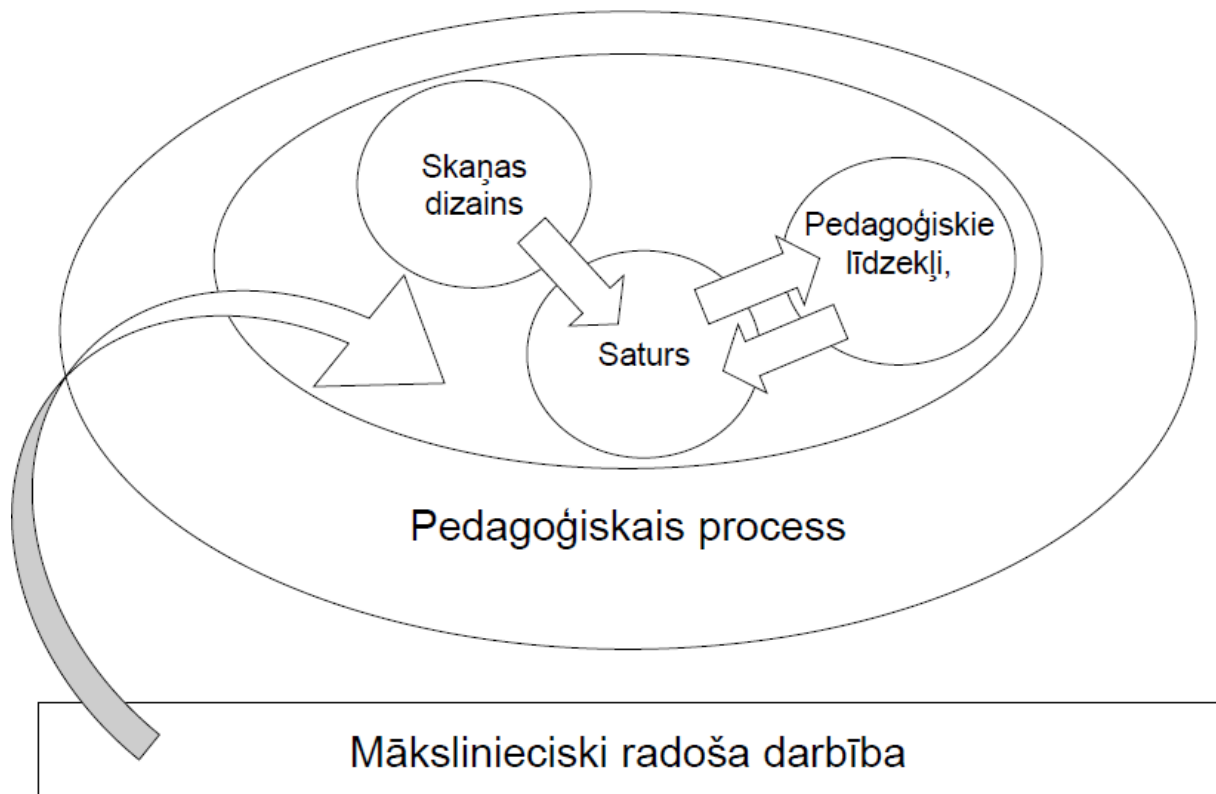 Skaņas
dizains
Pedagoģiskie
līdzekļi,
Saturs
Pedagoģiskais process
Mākslinieciski radoša darbība